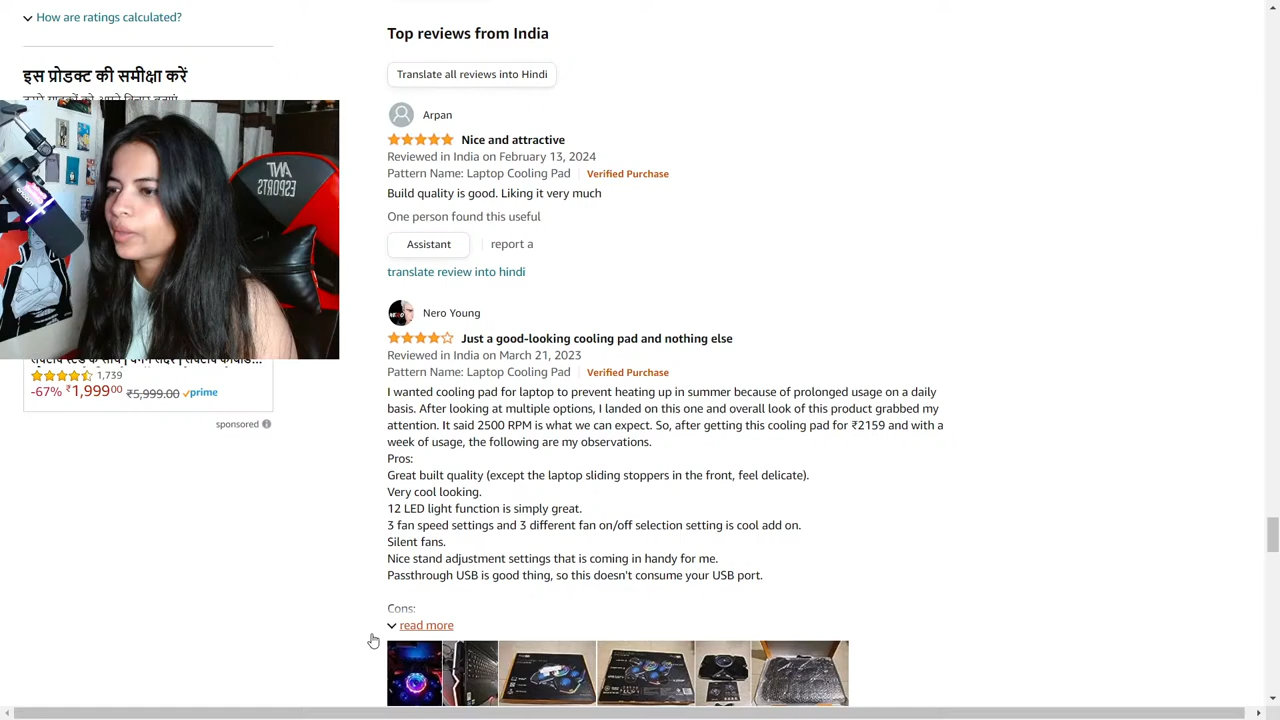 How are ratings calculated?
इस प्रोडक्ट की समीक्षा करें
-67% ₹1,999⁰⁰ ₹5,999.00 prime
1,739
sponsored
ANT
ESPORTS
Top reviews from India
Translate all reviews into Hindi
Arpan
Nice and attractive
Reviewed in India on February 13, 2024
Pattern Name: Laptop Cooling Pad Verified Purchase
Build quality is good. Liking it very much
One person found this useful
Assistant report a
translate review into hindi
Nero Young
Just a good-looking cooling pad and nothing else
Reviewed in India on March 21, 2023
Pattern Name: Laptop Cooling Pad Verified Purchase
I wanted cooling pad for laptop to prevent heating up in summer because of prolonged usage on a daily
basis. After looking at multiple options, I landed on this one and overall look of this product grabbed my
attention. It said 2500 RPM is what we can expect. So, after getting this cooling pad for ₹2159 and with a
week of usage, the following are my observations.
Pros:
Great built quality (except the laptop sliding stoppers in the front, feel delicate).
Very cool looking.
12 LED light function is simply great.
3 fan speed settings and 3 different fan on/off selection setting is cool add on.
Silent fans.
Nice stand adjustment settings that is coming in handy for me.
Passthrough USB is good thing, so this doesn't consume your USB port.
Cons:
read more